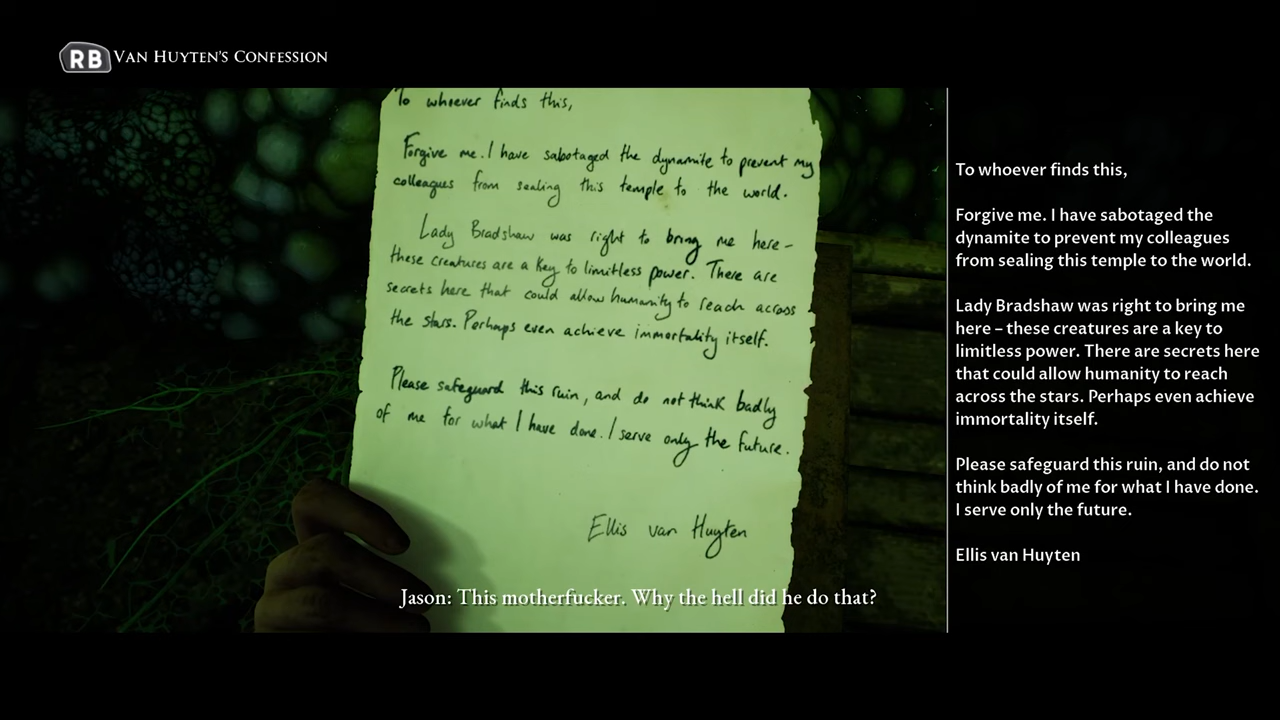 RB VAN HUYTEN'S CONFESSION
To whoever finds this,
Forgive me. I have sabotaged the dynamite to prevent my
colleagues from sealing this temple to the world.
Lady Bradshaw was right to bring me here –
these creatures are a key to limitless power. There are
secrets here that could allow humanity to reach across
the stars. Perhaps even achieve immortality itself.
Please safeguard this ruin, and do not think badly
of me for what I have done. I serve only the future.
Ellis van Huyten
Jason: This motherfucker. Why the hell did he do that?
To whoever finds this,
Forgive me. I have sabotaged the
dynamite to prevent my colleagues
from sealing this temple to the world.
Lady Bradshaw was right to bring me
here – these creatures are a key to
limitless power. There are secrets here
that could allow humanity to reach
across the stars. Perhaps even achieve
immortality itself.
Please safeguard this ruin, and do not
think badly of me for what I have done.
I serve only the future.
Ellis van Huyten